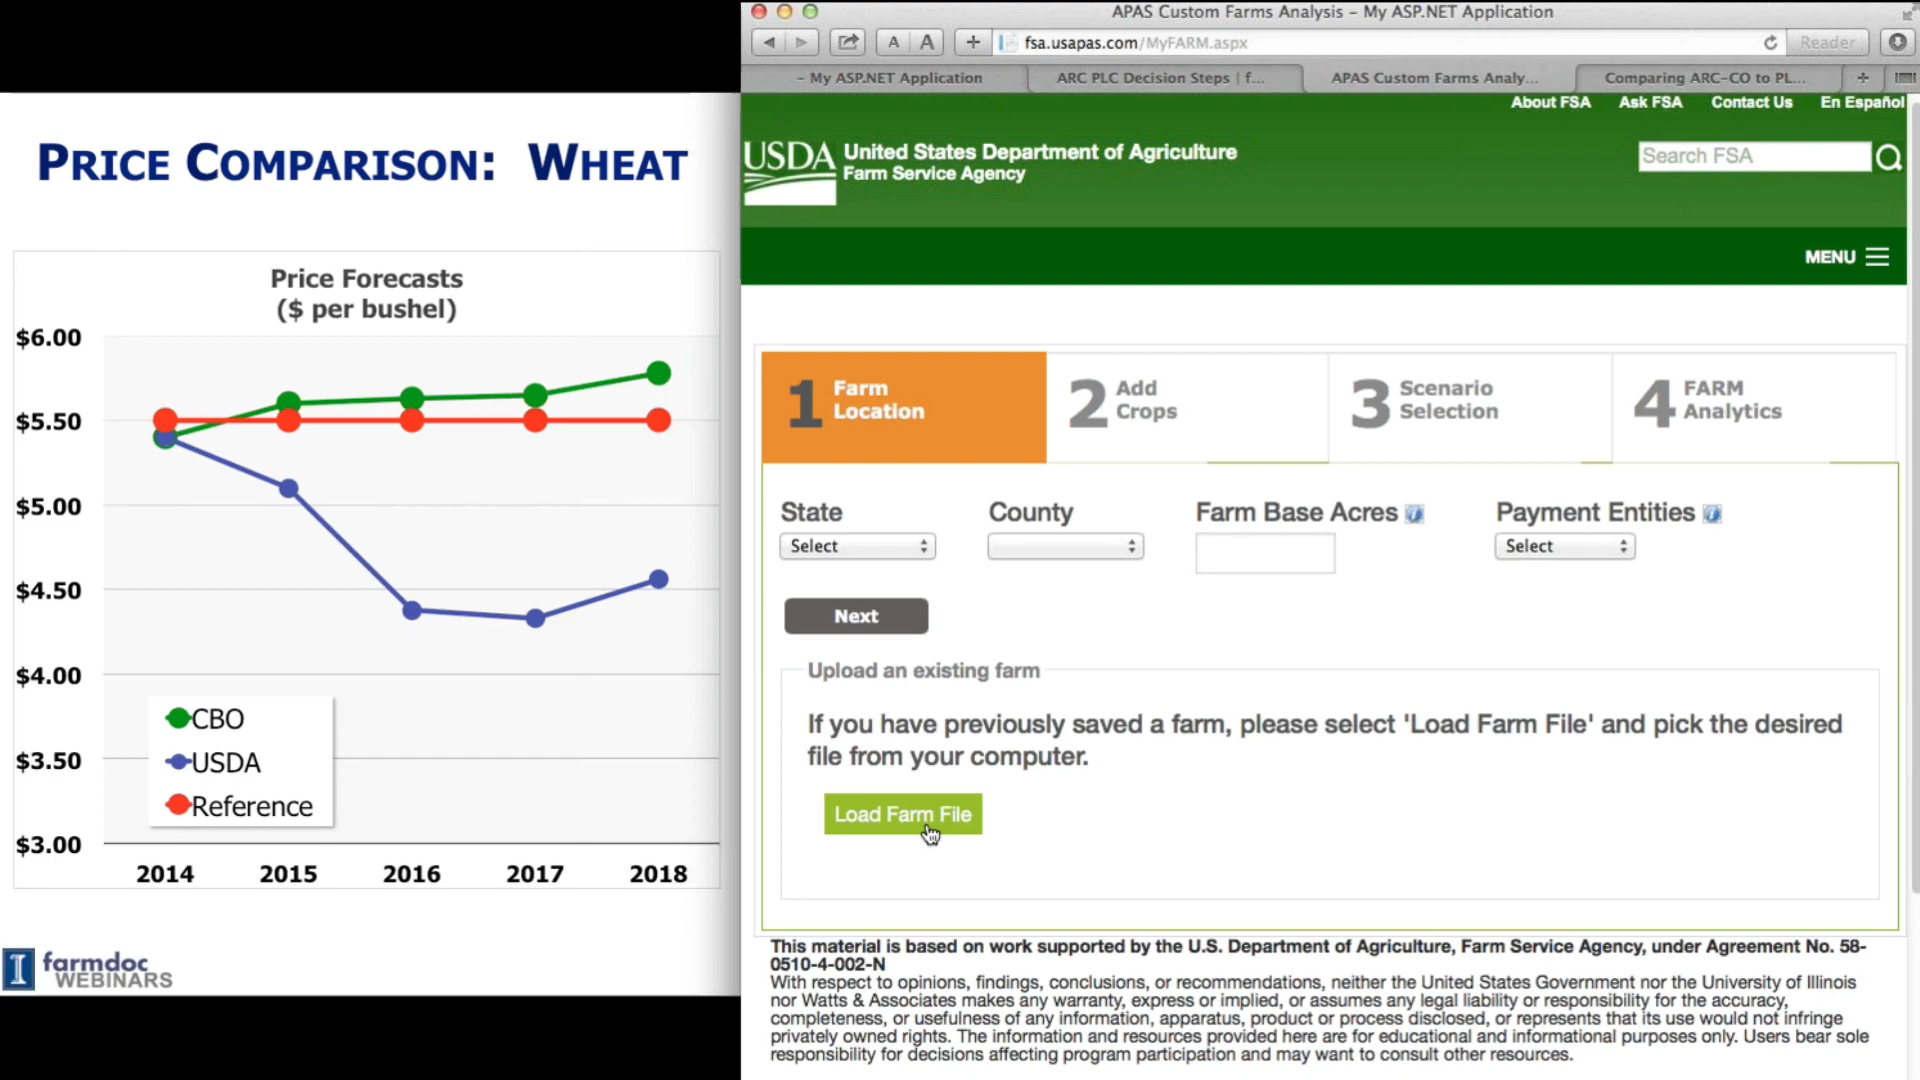 PRICE COMPARISON: WHEAT
Price Forecasts
($ per bushel)
$6.00
$5.50
$5.00
$4.50
$4.00
$3.50
$3.00
CBO
USDA
Reference
2014 2015 2016 2017 2018
I farmdoc
WEBINARS
APAS Custom Farms Analysis – My ASP.NET Application
A A + fsa.usapas.com/MyFARM.aspx Reader
– My ASP.NET Application ARC PLC Decision Steps | f... APAS Custom Farms Analy... Comparing ARC-CO to PL... +
About FSA Ask FSA Contact Us En Español
USDA United States Department of Agriculture
Farm Service Agency
Search FSA
MENU
1 Farm Location
2 Add Crops
3 Scenario Selection
4 FARM Analytics
State County Farm Base Acres i Payment Entities i
Select Select
Next
Upload an existing farm
If you have previously saved a farm, please select 'Load Farm File' and pick the desired
file from your computer.
Load Farm File
This material is based on work supported by the U.S. Department of Agriculture, Farm Service Agency, under Agreement No. 58-
0510-4-002-N
With respect to opinions, findings, conclusions, or recommendations, neither the United States Government nor the University of Illinois
nor Watts & Associates makes any warranty, express or implied, or assumes any legal liability or responsibility for the accuracy,
completeness, or usefulness of any information, apparatus, product or process disclosed, or represents that its use would not infringe
privately owned rights. The information and resources provided here are for educational and informational purposes only. Users bear sole
responsibility for decisions affecting program participation and may want to consult other resources.